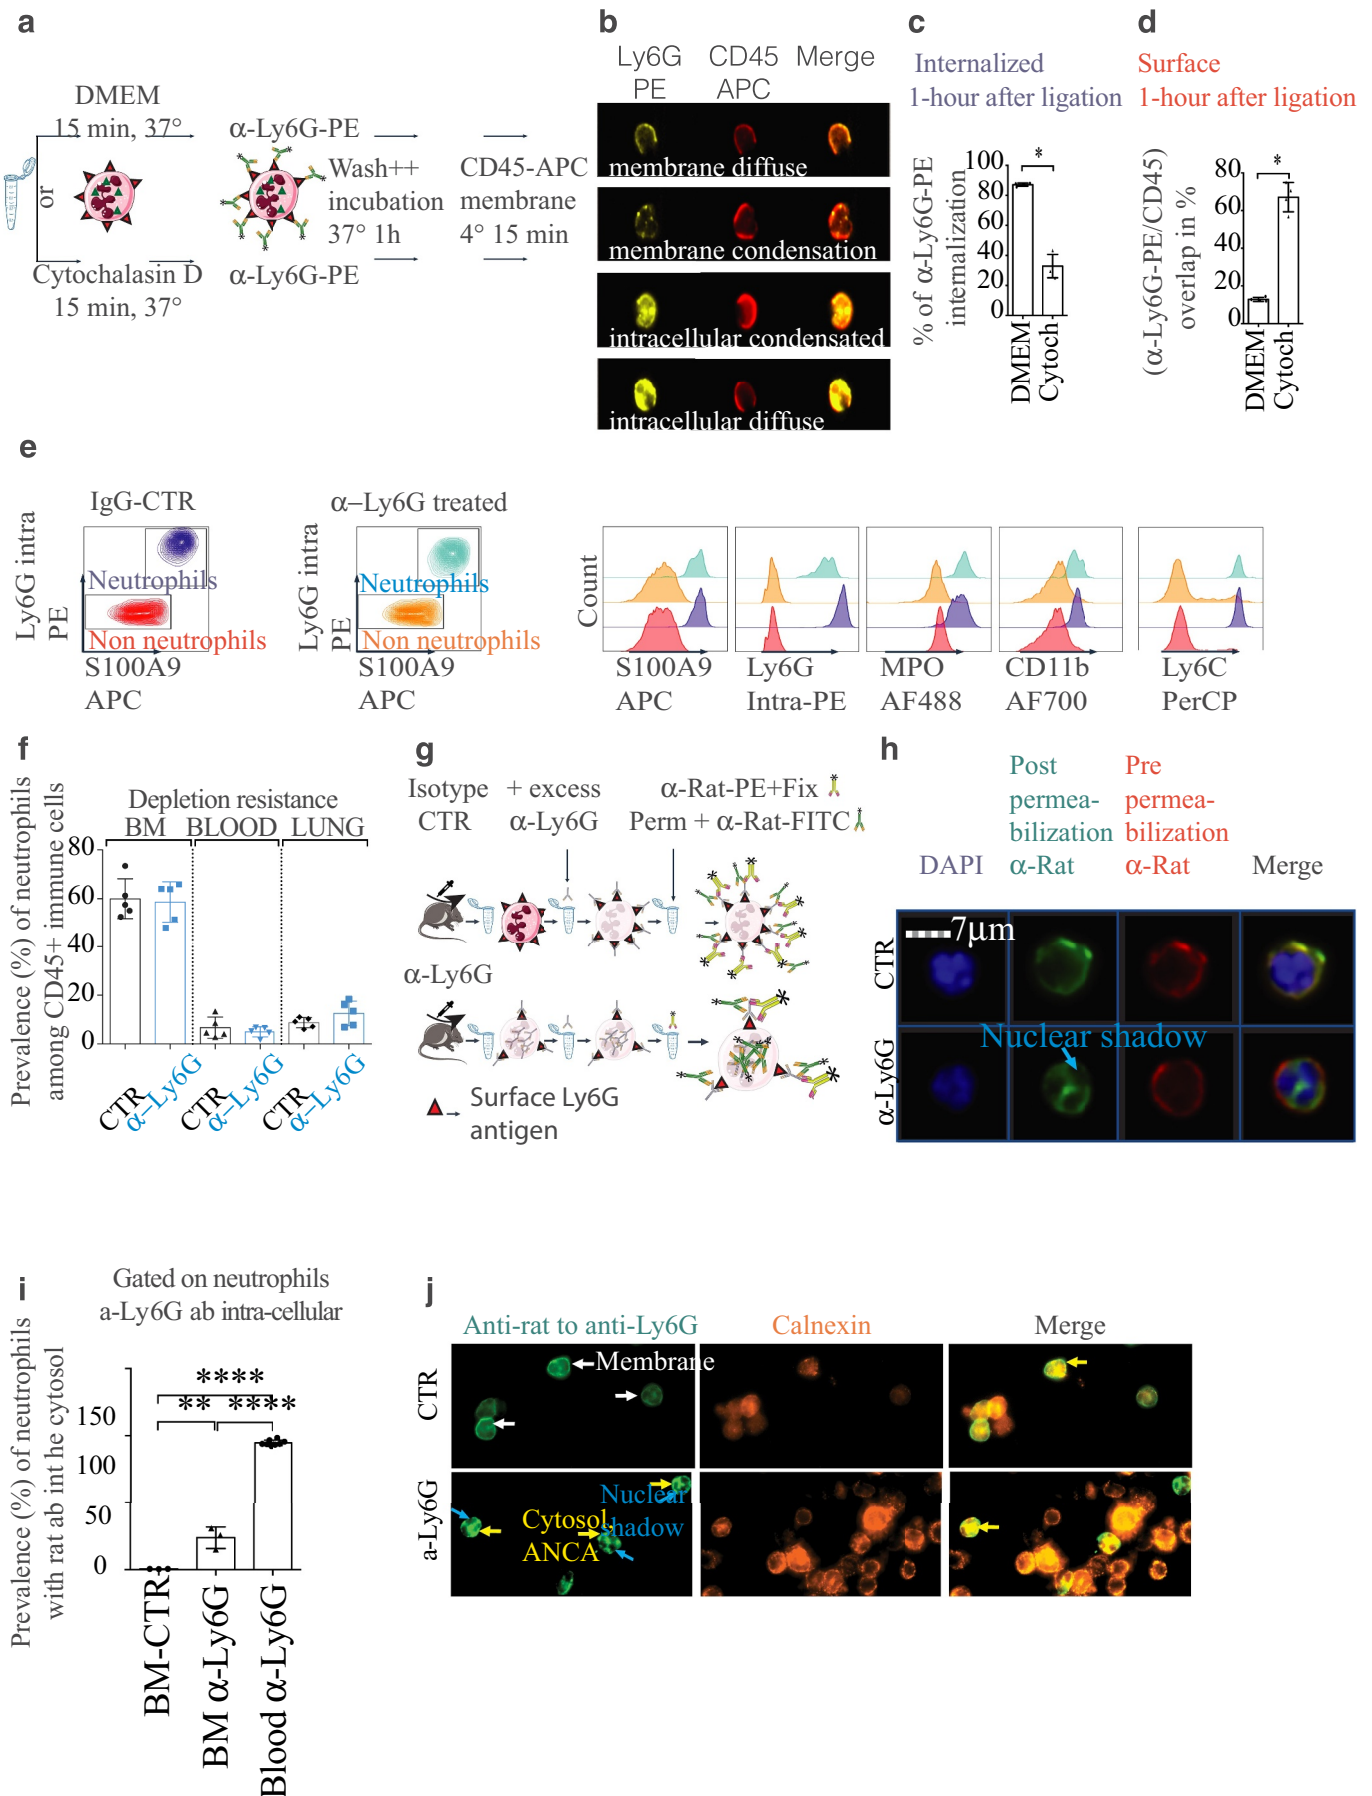 a
DMEM
15 min, 37°
α-Ly6G-PE
or
Wash++
incubation
37° 1h
CD45-APC
membrane
4° 15 min
Cytochalasin D
15 min, 37°
α-Ly6G-PE
b
Ly6G
PE
CD45
APC
Merge
membrane diffuse
membrane condensation
intracellular condensated
intracellular diffuse
c
Internalized
1-hour after ligation
% of α-Ly6G-PE
internalization
100
80
60
40
20
0
*
DMEM
Cytoch
d
Surface
1-hour after ligation
(α-Ly6G-PE/CD45)
overlap in %
80
60
40
20
0
*
DMEM
Cytoch
e
IgG-CTR
Ly6G intra
PE
Neutrophils
Non neutrophils
S100A9
APC
α–Ly6G treated
Ly6G intra
PE
Neutrophils
Non neutrophils
S100A9
APC
Count
S100A9
APC
Ly6G
Intra-PE
MPO
AF488
CD11b
AF700
Ly6C
PerCP
f
Prevalence (%) of neutrophils
among CD45+ immune cells
Depletion resistance
BM
BLOOD
LUNG
80
60
40
20
0
CTR
α–Ly6G
CTR
α–Ly6G
CTR
α–Ly6G
g
Isotype
CTR
+ excess
α-Ly6G
α-Rat-PE+Fix
Perm + α-Rat-FITC
α-Ly6G
Surface Ly6G
antigen
h
DAPI
Post
permea-
bilization
α-Rat
Pre
permea-
bilization
α-Rat
Merge
CTR
7μm
α-Ly6G
Nuclear shadow
i
Gated on neutrophils
a-Ly6G ab intra-cellular
Prevalence (%) of neutrophils
with rat ab int he cytosol
150
100
50
0
****
** ****
BM-CTR
BM α-Ly6G
Blood α-Ly6G
j
Anti-rat to anti-Ly6G
Calnexin
Merge
CTR
Membrane
a-Ly6G
Nuclear
shadow
Cytosol
ANCA